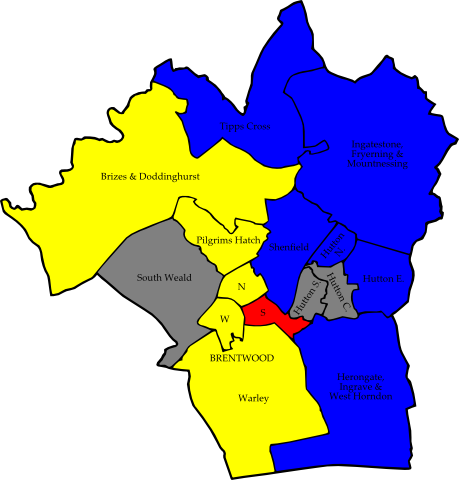 Tipps Cross
Ingatestone,
Fryerning &
Mountnessing
Brizes & Doddinghurst
Pilgrims Hatch
Shenfield
Hutton
N.
South Weald
Hutton E.
N
Hutton S.
Hutton C.
W
S
BRENTWOOD
Herongate,
Ingrave &
West Horndon
Warley